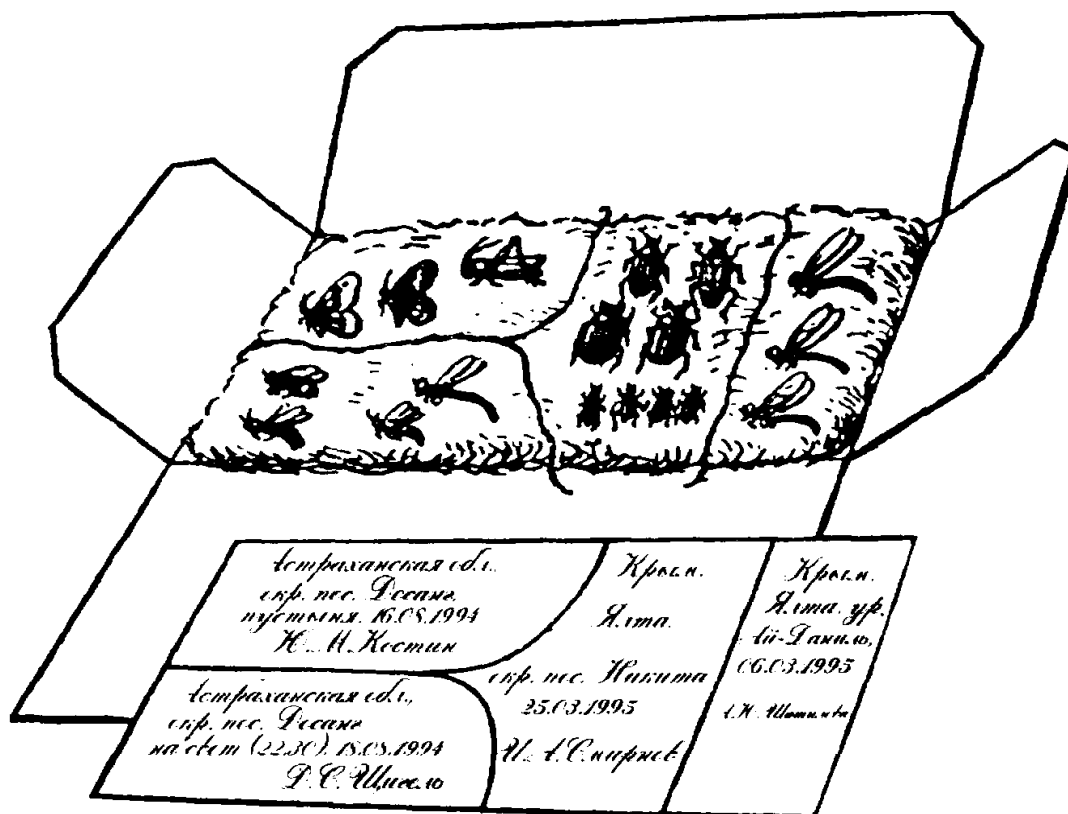 Астраханская обл.,
окр. пос. Досанг,
пустыня. 16.08.1994
Н. М. Костин
Астраханская обл.,
окр. пос. Досанг
на свет (22.30). 18.08.1994
Д. С. Шмель
Крым.
Ялта.
окр. пос. Никита
25.03.1995
И. А. Смирнов
Крым.
Ялта. ур.
Ай-Даниль,
06.03.1995